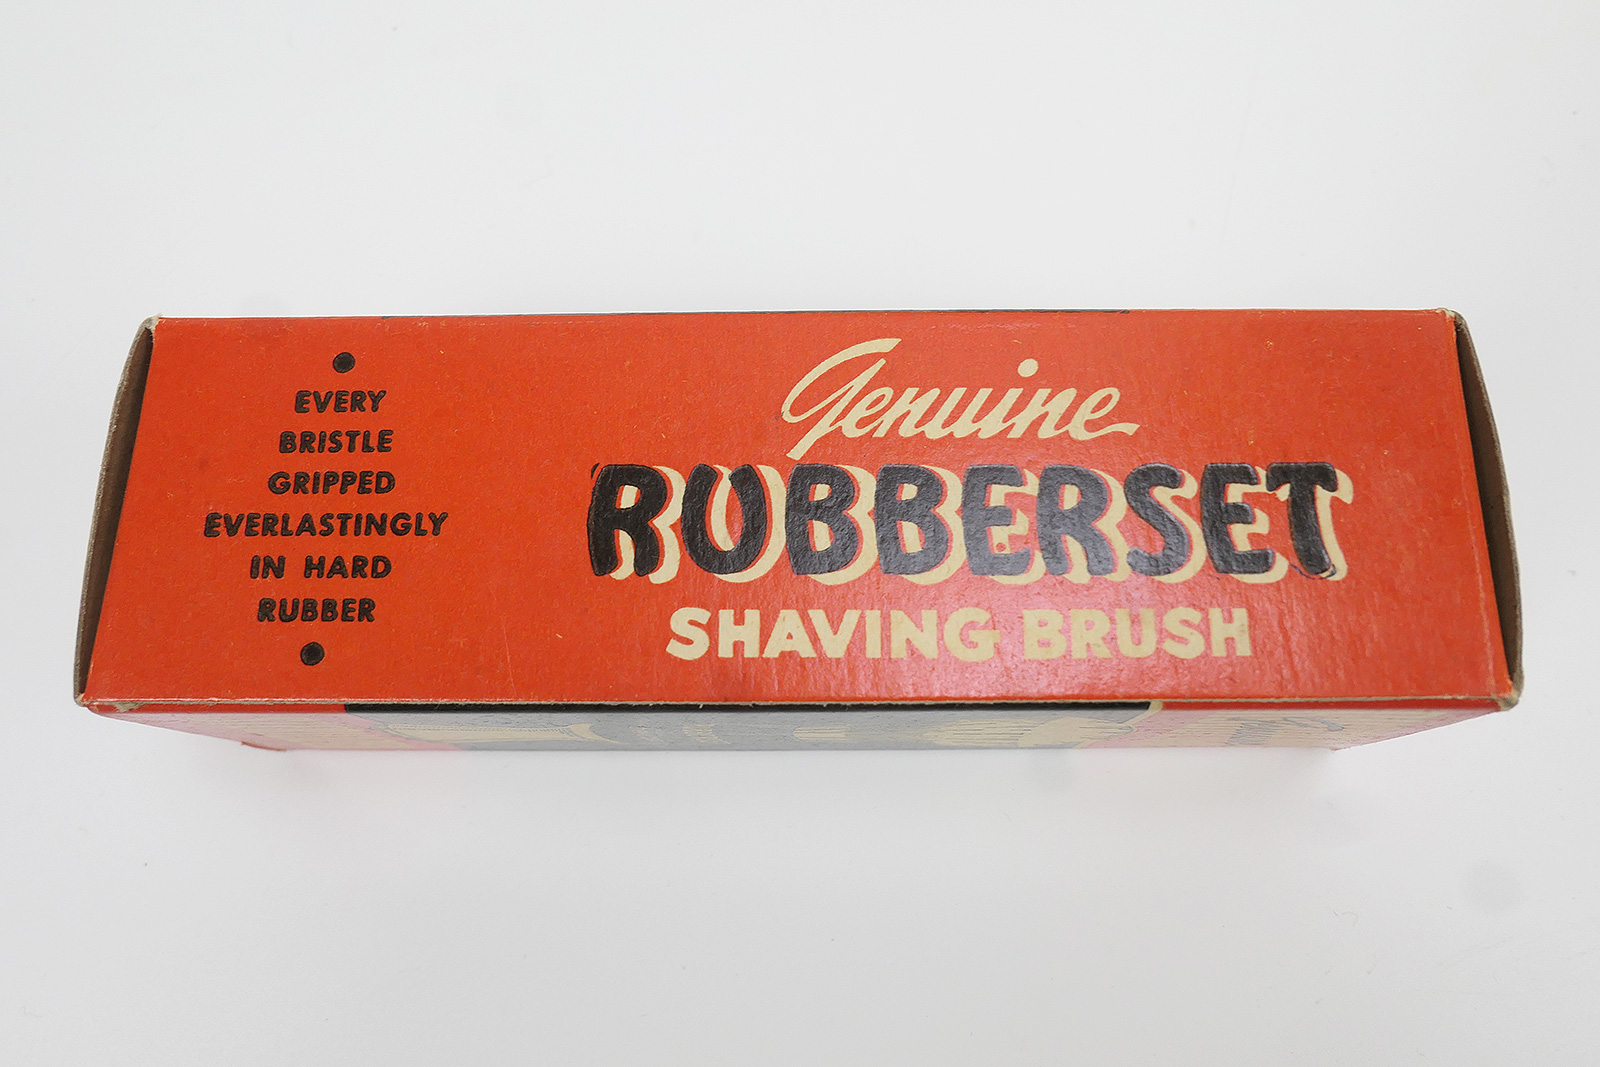 EVERY
BRISTLE
GRIPPED
EVERLASTINGLY
IN HARD
RUBBER
Genuine
RUBBERSET
SHAVING BRUSH